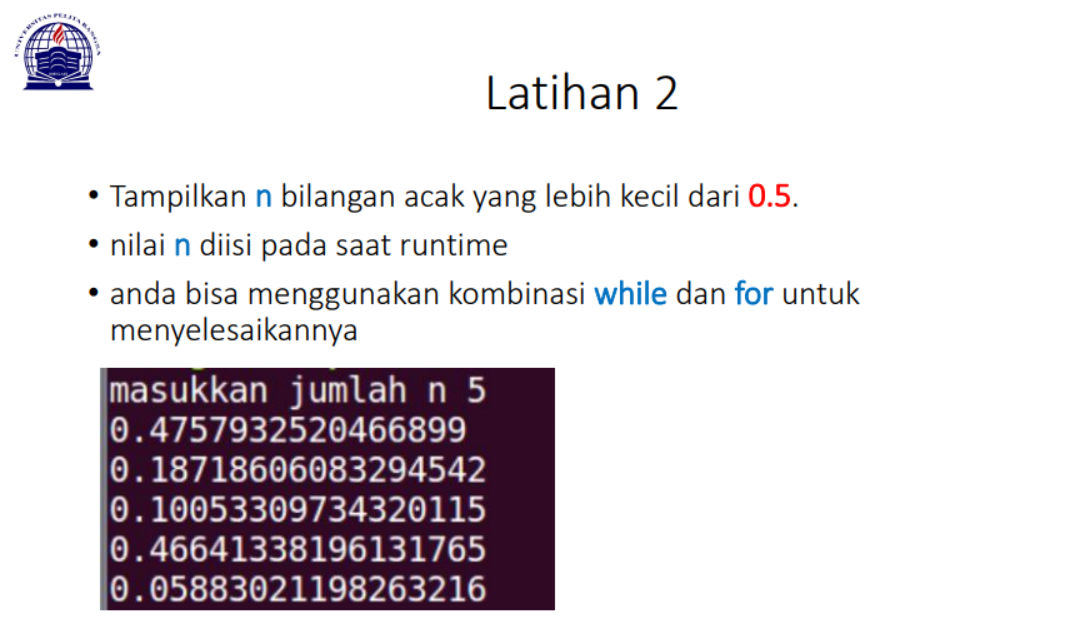 UNIVERSITAS PELITA BANGSA
Latihan 2
• Tampilkan n bilangan acak yang lebih kecil dari 0.5.
• nilai n diisi pada saat runtime
• anda bisa menggunakan kombinasi while dan for untuk
menyelesaikannya
masukkan jumlah n 5
0.4757932520466899
0.18718606083294542
0.10053309734320115
0.46641338196131765
0.05883021198263216